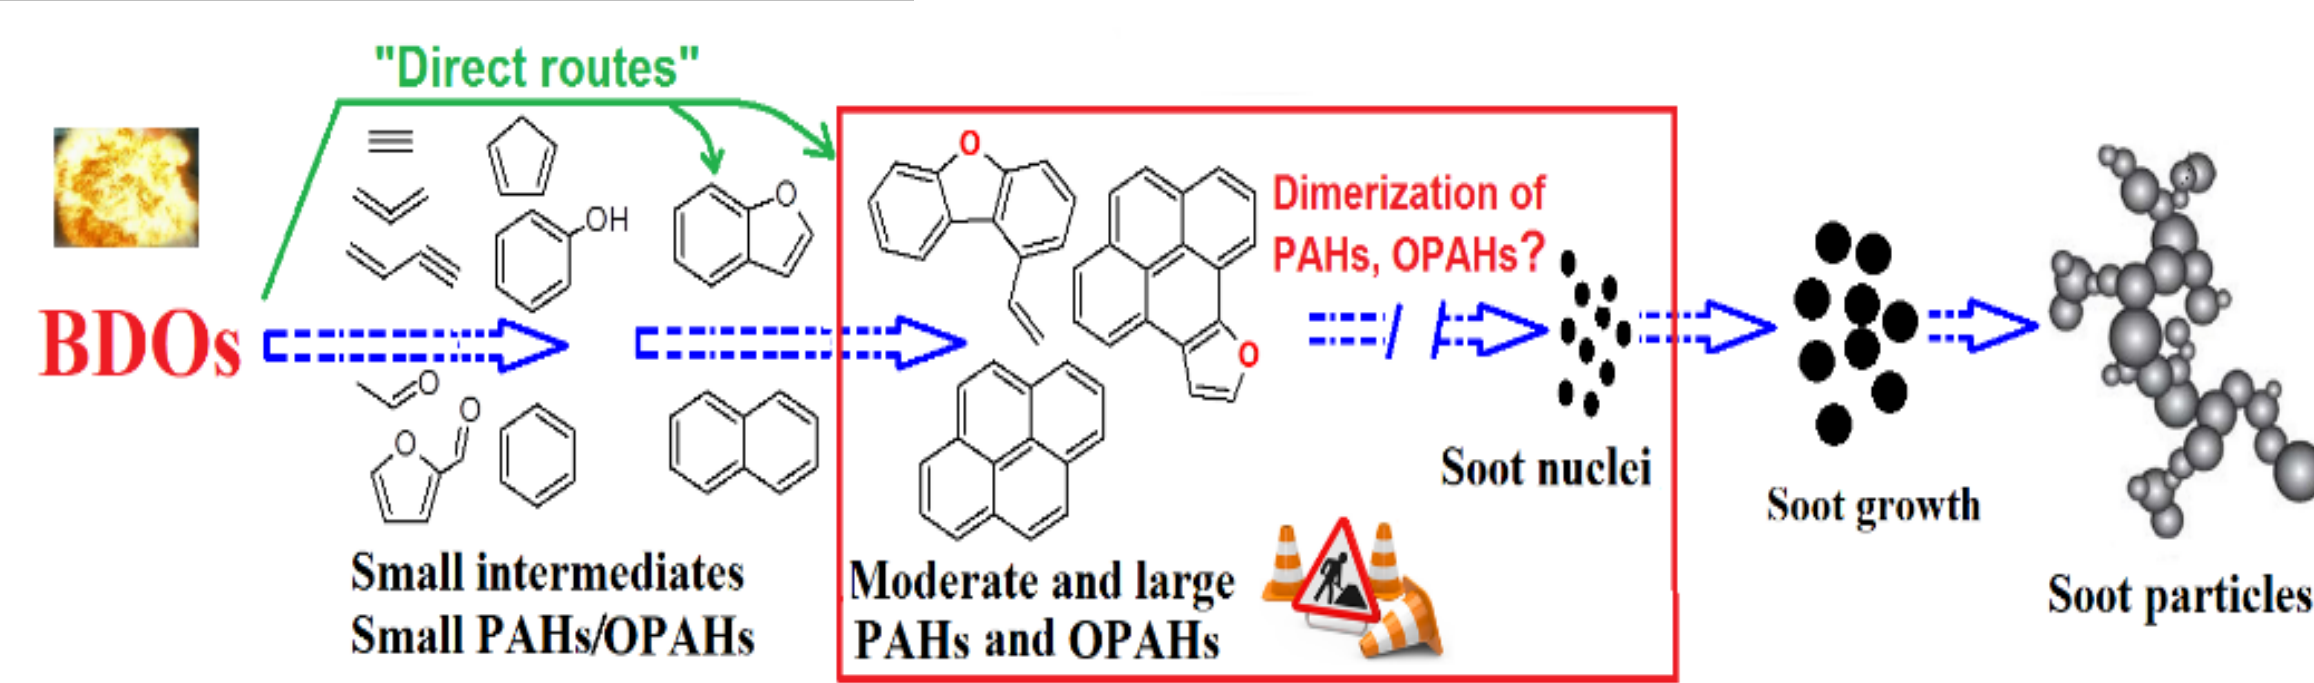 "Direct routes"
BDOs
OH
O
O
O
Small intermediates
Small PAHs/OPAHs
O
O
Dimerization of
PAHs, OPAHs?
Moderate and large
PAHs and OPAHs
Soot nuclei
Soot growth
Soot particles